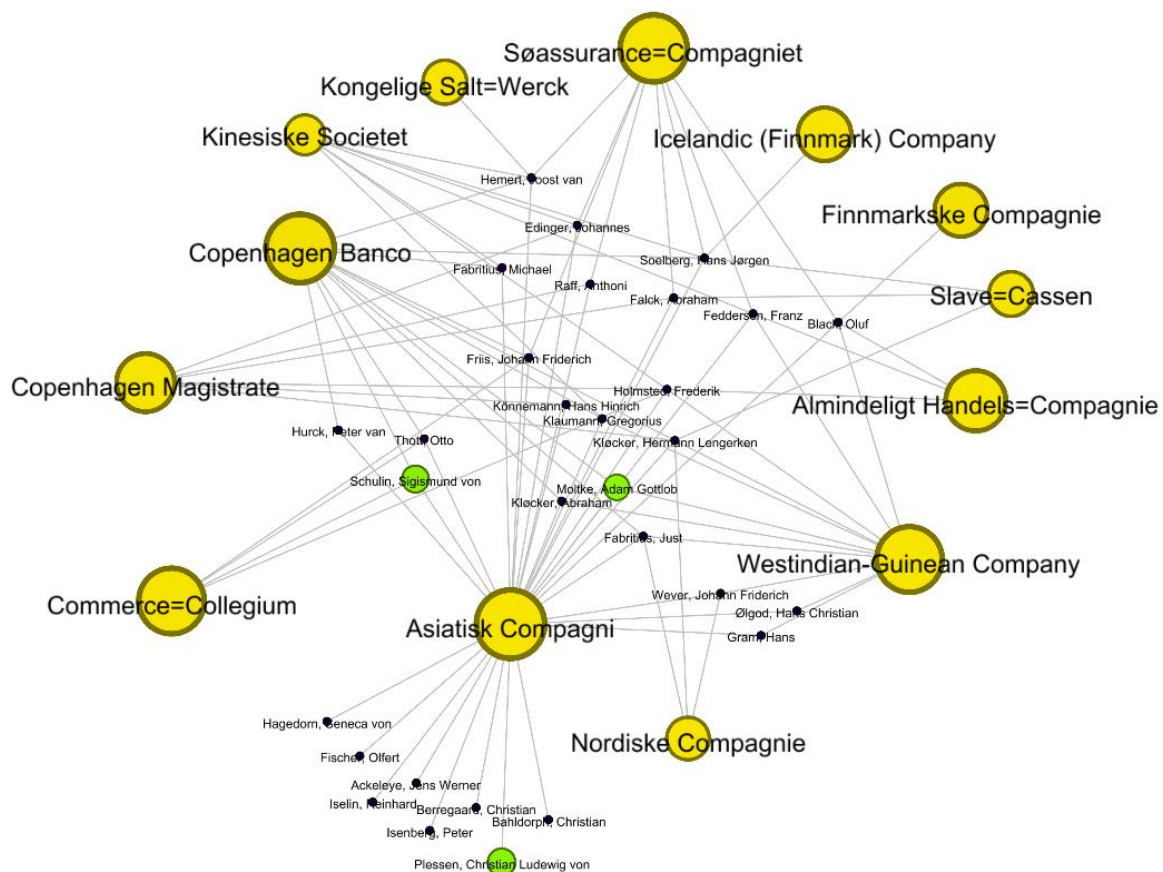 Søassurance=Compagniet
Kongelige Salt=Werck
Kinesiske Societet
Icelandic (Finnmark) Company
Hemert, Joost van
Finnmarkske Compagnie
Edinger, Johannes
Copenhagen Banco
Soelberg, Hans Jørgen
Fabritius, Michael
Raff, Anthoni
Slave=Cassen
Falck, Abraham
Feddersen, Franz
Black, Oluf
Friis, Johann Friderich
Copenhagen Magistrate
Holmsted, Frederik
Almindeligt Handels=Compagnie
Könnemann, Hans Hinrich
Klaumann, Gregorius
Hurck, Peter van
Thott, Otto
Kløcker, Hermann Lengerken
Schulin, Sigismund von
Moltke, Adam Gottlob
Kløcker, Abraham
Fabritius, Just
Westindian-Guinean Company
Wever, Johann Friderich
Commerce=Collegium
Ølgod, Hans Christian
Asiatisk Compagni
Gram, Hans
Hagedorn, Seneca von
Nordiske Compagnie
Fischer, Olfert
Ackeleye, Jens Werner
Iselin, Reinhard
Berregaard, Christian
Bahldorph, Christian
Isenberg, Peter
Plessen, Christian Ludewig von